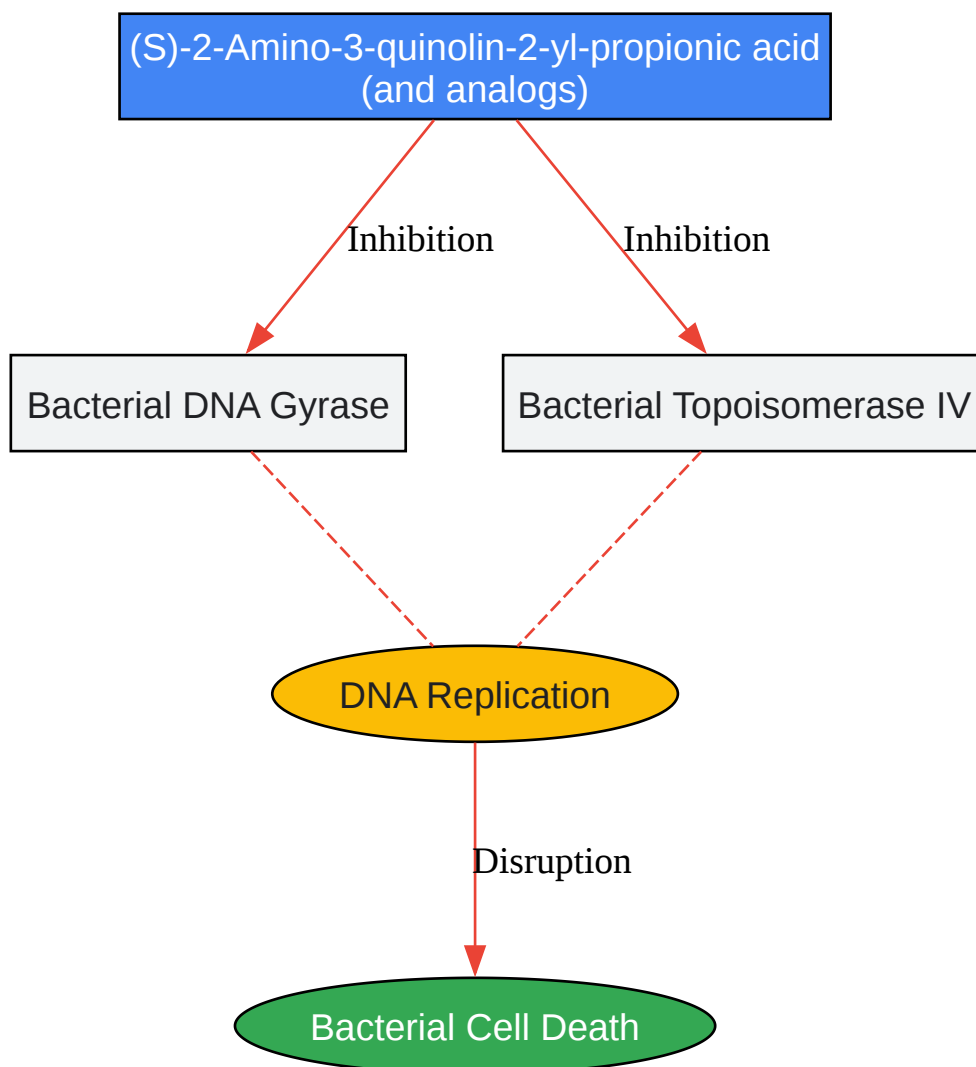 (S)-2-Amino-3-quinolin-2-yl-propionic acid
(and analogs)
Inhibition
Inhibition
Bacterial DNA Gyrase
Bacterial Topoisomerase IV
DNA Replication
Disruption
Bacterial Cell Death